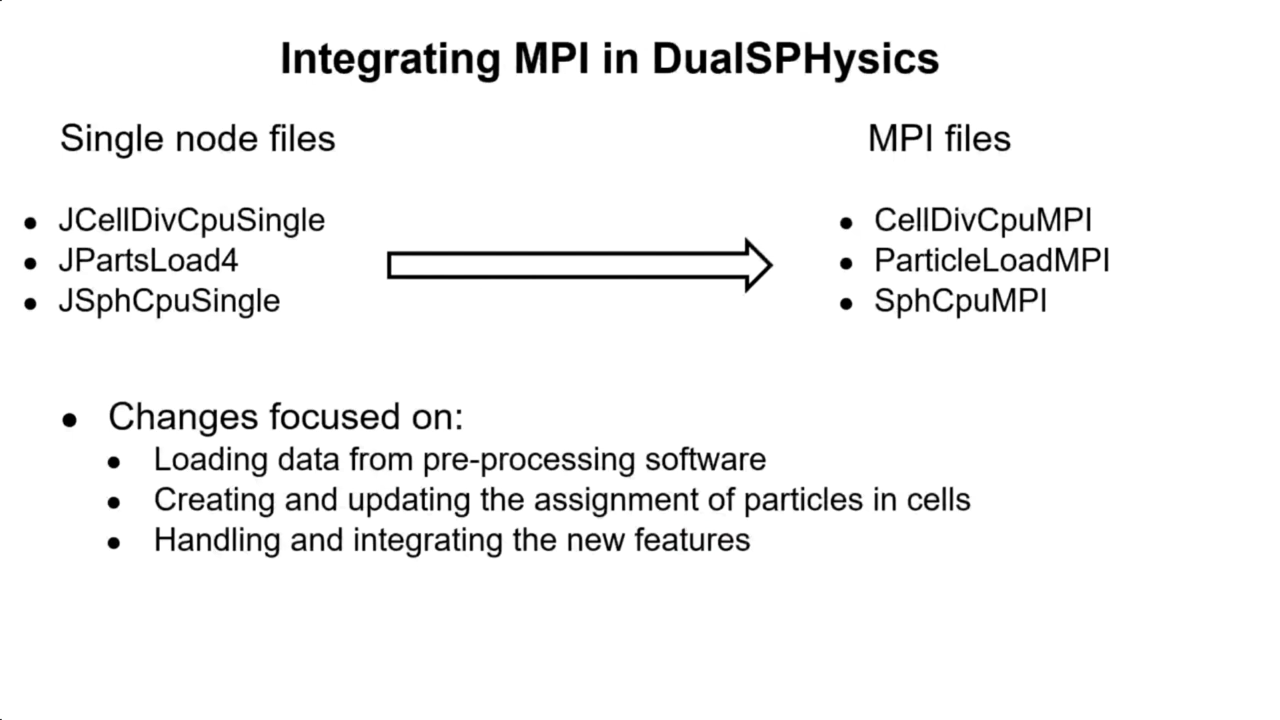 Integrating MPI in DualSPHysics
Single node files
MPI files
• JCellDivCpuSingle
• JPartsLoad4
• JSphCpuSingle
• CellDivCpuMPI
• ParticleLoadMPI
• SphCpuMPI
• Changes focused on:
• Loading data from pre-processing software
• Creating and updating the assignment of particles in cells
• Handling and integrating the new features